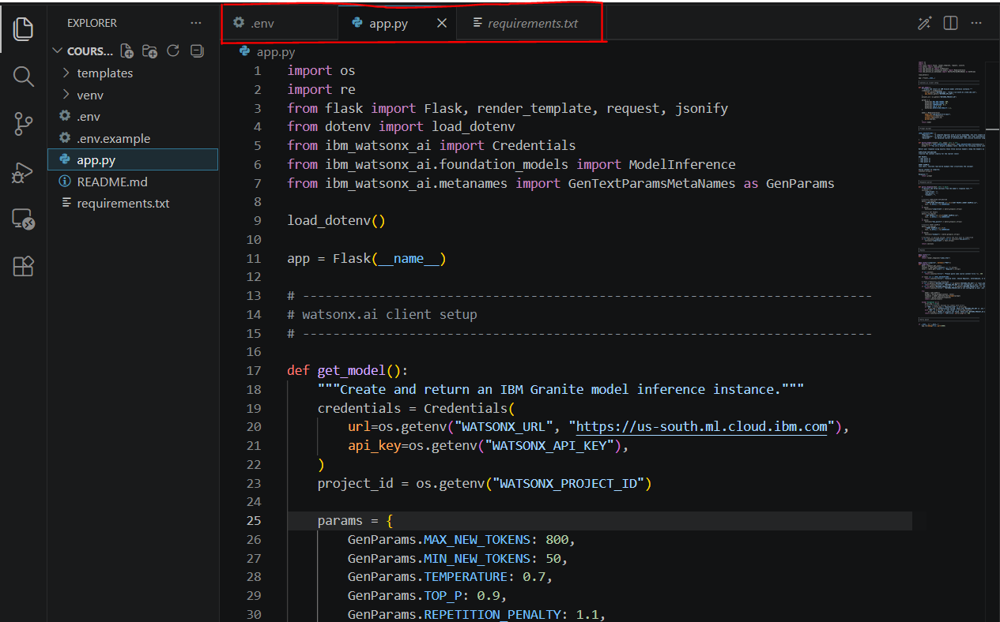 EXPLORER
.env
app.py
requirements.txt
COURS...
app.py
templates
venv
.env
.env.example
app.py
README.md
requirements.txt
1 import os
2 import re
3 from flask import Flask, render_template, request, jsonify
4 from dotenv import load_dotenv
5 from ibm_watsonx_ai import Credentials
6 from ibm_watsonx_ai.foundation_models import ModelInference
7 from ibm_watsonx_ai.metanames import GenTextParamsMetaNames as GenParams
8
9 load_dotenv()
10
11 app = Flask(__name__)
12
13 # ---------------------------------------------------------------------------
14 # watsonx.ai client setup
15 # ---------------------------------------------------------------------------
16
17 def get_model():
18 """Create and return an IBM Granite model inference instance."""
19 credentials = Credentials(
20 url=os.getenv("WATSONX_URL", "https://us-south.ml.cloud.ibm.com"),
21 api_key=os.getenv("WATSONX_API_KEY"),
22 )
23 project_id = os.getenv("WATSONX_PROJECT_ID")
24
25 params = {
26 GenParams.MAX_NEW_TOKENS: 800,
27 GenParams.MIN_NEW_TOKENS: 50,
28 GenParams.TEMPERATURE: 0.7,
29 GenParams.TOP_P: 0.9,
30 GenParams.REPETITION_PENALTY: 1.1,